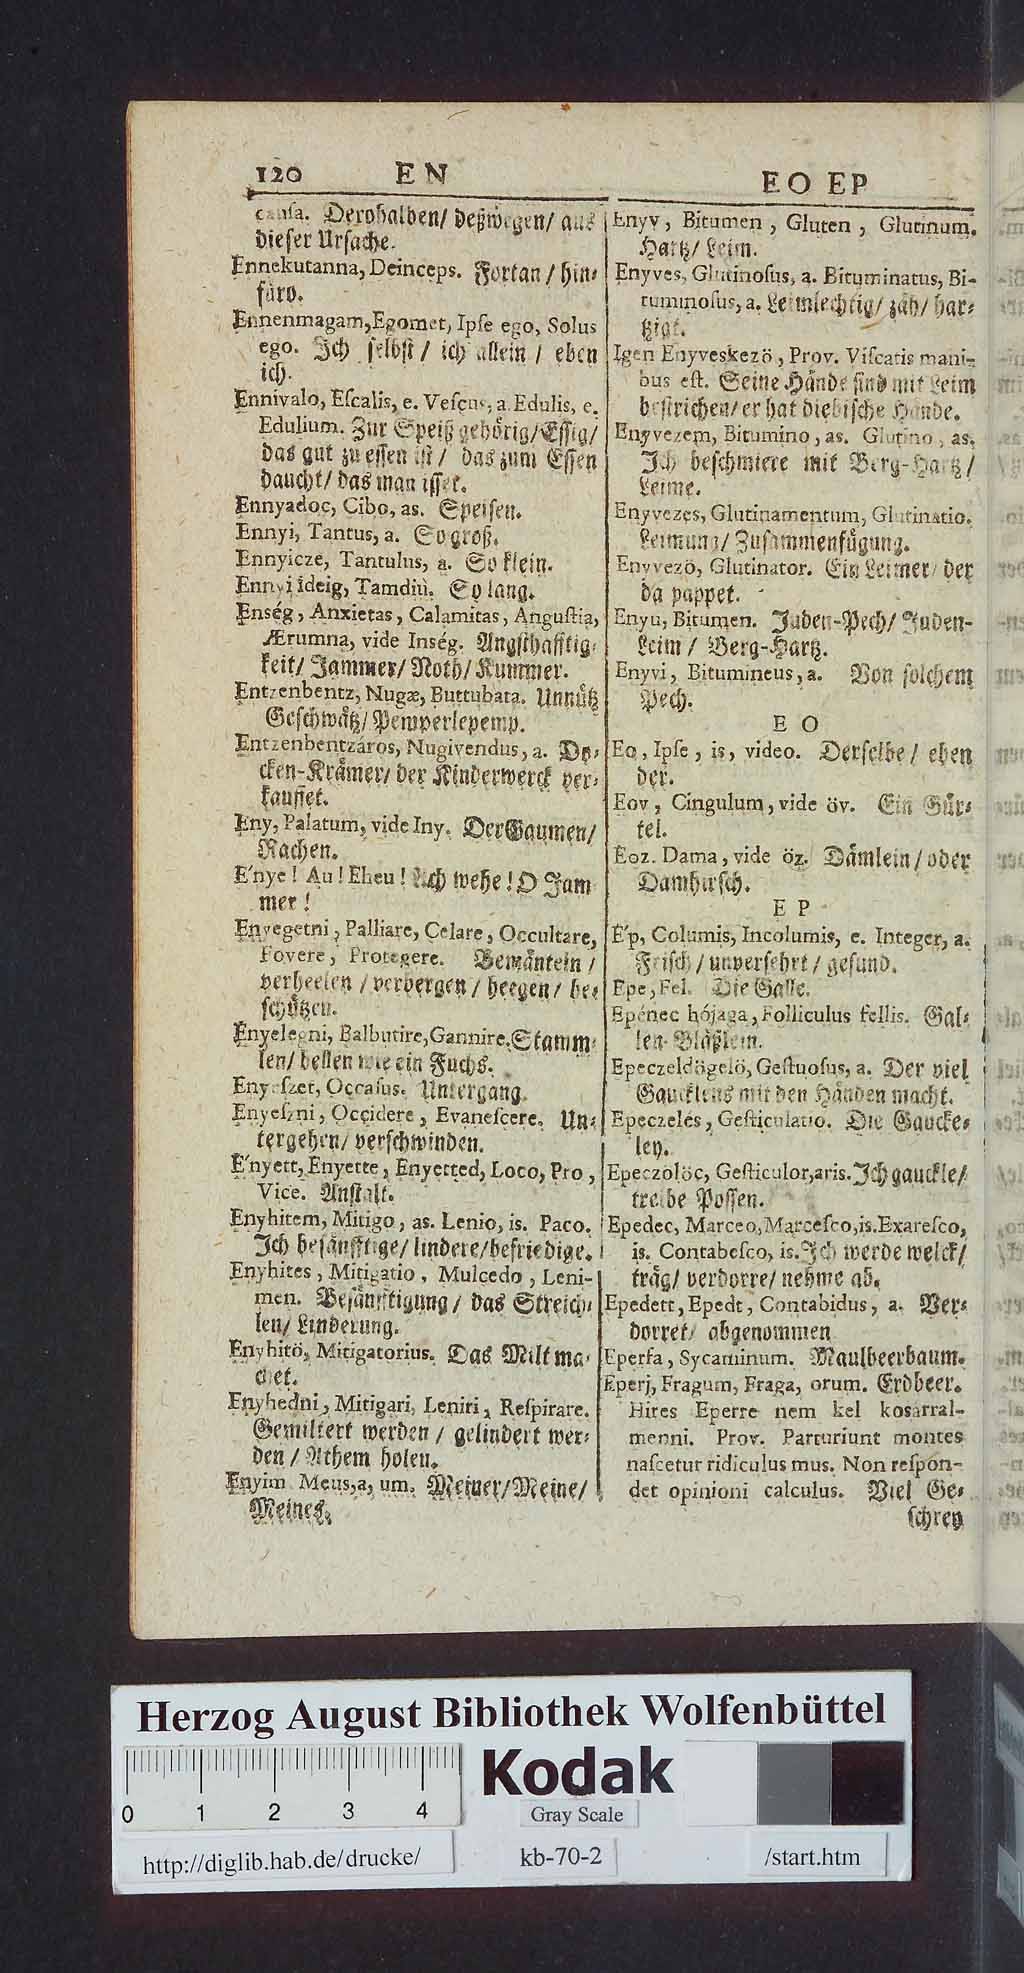 120 EN
causa. Derohalben/ deßwegen/ aus
dieser Ursache.
Ennekutanna, Deinceps. Fortan / hin-
füro.
Ennenmagam, Egomet, Ipse ego, Solus
ego. Ich selbst / ich allein / eben
ich.
Ennivalo, Escalis, e. Vescus, a. Edulis, e.
Edulium. Zur Speiß gehörig/ Essig/
das gut zu essen ist / das zum Essen
daucht/ das man isset.
Ennyadoc, Cibo, as. Speisen.
Ennyi, Tantus, a. So groß.
Ennyicze, Tantulus, a. So klein.
Ennyi ideig, Tamdiù. So lang.
Enség, Anxietas, Calamitas, Angustia,
Ærumna, vide Inség. Angsthafftig-
keit/ Jammer/ Noth/ Kummer.
Entzenbentz, Nugæ, Buttubata. Unnütz
Geschwätz/ Pemperlepemp.
Entzenbentzáros, Nugivendus, a. Do-
cken-Krämer/ der Kinderwerck ver-
kauffet.
Eny, Palatum, vide Iny. Der Gaumen/
Rachen.
E'nye! Au! Eheu! Ach wehe! O Jam
mer!
Enyegetni, Palliare, Celare, Occultare,
Fovere, Protegere. Bemänteln /
verheelen / verbergen / heegen / be-
schützen.
Enyelegni, Balbutire, Gannire. Stamm-
len/ bellen wie ein Fuchs.
Enyeszet, Occasus. Untergang.
Enyeszni, Occidere, Evanescere. Un-
tergehen/ verschwinden.
E'nyett, Enyette, Enyetted, Loco, Pro,
Vice. Anstatt.
Enyhitem, Mitigo, as. Lenio, is. Paco.
Ich besänfftige/ lindere/ befriedige.
Enyhites, Mitigatio, Mulcedo, Leni-
men. Besänfftigung / das Streich-
len/ Linderung.
Enyhitö, Mitigatorius. Das Milt ma-
chet.
Enyhedni, Mitigari, Leniri, Respirare.
Gemiltert werden / gelindert wer-
den / Athem holen.
Enyim Meus, a, um. Meiner/ Meine/
Meines.
EO EP
Enyv, Bitumen, Gluten, Glutinum.
Hartz/ Leim.
Enyves, Glutinosus, a. Bituminatus, Bi-
tuminosus, a. Leimlechtig/ zäh/ har-
tzigt.
Igen Enyveskezö, Prov. Viscatis mani-
bus est. Seine Hände sind mit Leim
bestrichen/ er hat diebische Hände.
Enyvezem, Bitumino, as. Glutino, as.
Ich beschmiere mit Berg-Hartz/
Leime.
Enyvezes, Glutinamentum, Glutinatio.
Leimung/ Zusammenfügung.
Enyvezö, Glutinator. Ein Leimer/ der
da pappet.
Enyu, Bitumen. Juden-Pech/ Juden-
Leim / Berg-Hartz.
Enyvi, Bitumineus, a. Von solchem
Pech.
E O
Eo, Ipse, is, video. Derselbe / eben
der.
Eov, Cingulum, vide öv. Ein Gür-
tel.
Eoz. Dama, vide öz. Dämlein / oder
Damhirsch.
E P
E'p, Columis, Incolumis, e. Integer, a.
Frisch / unversehrt / gesund.
Epe, Fel. Die Galle.
Epénec hójaga, Folliculus fellis. Gal-
len-Bläßlein.
Epeczeldögelö, Gestuosus, a. Der viel
Gaucklens mit den Händen macht.
Epeczeles, Gesticulatio. Die Gaucke-
ley.
Epeczölöc, Gesticulor, aris. Ich gauckle/
treibe Possen.
Epedec, Marceo, Marcesco, is. Exaresco,
is. Contabesco, is. Ich werde welck/
träg/ verdorre/ nehme ab.
Epedett, Epedt, Contabidus, a. Ver-
dorret/ abgenommen
Eperfa, Sycaminum. Maulbeerbaum.
Eperj, Fragum, Fraga, orum. Erdbeer.
Hires Eperre nem kel kosárral-
menni. Prov. Parturiunt montes
nascetur ridiculus mus. Non respon-
det opinioni calculus. Viel Ge-
schrey
Herzog August Bibliothek Wolfenbüttel
Kodak
0 1 2 3 4
Gray Scale
http://diglib.hab.de/drucke/ kb-70-2 /start.htm